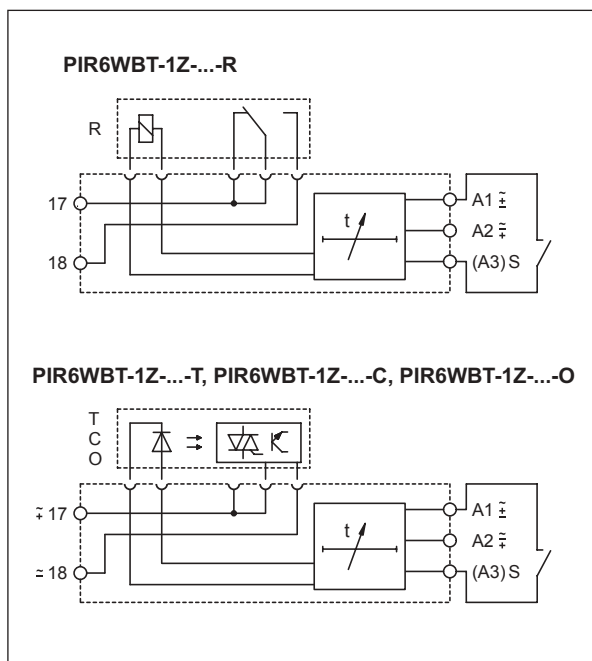 PIR6WBT-1Z-...-R
R
17
t
A1 ≂
±
A2 ≂
+
18
(A3) S
PIR6WBT-1Z-...-T, PIR6WBT-1Z-...-C, PIR6WBT-1Z-...-O
T
C
O
~
+ 17
t
A1 ~
±
A2 ~
+
≃ 18
(A3) S